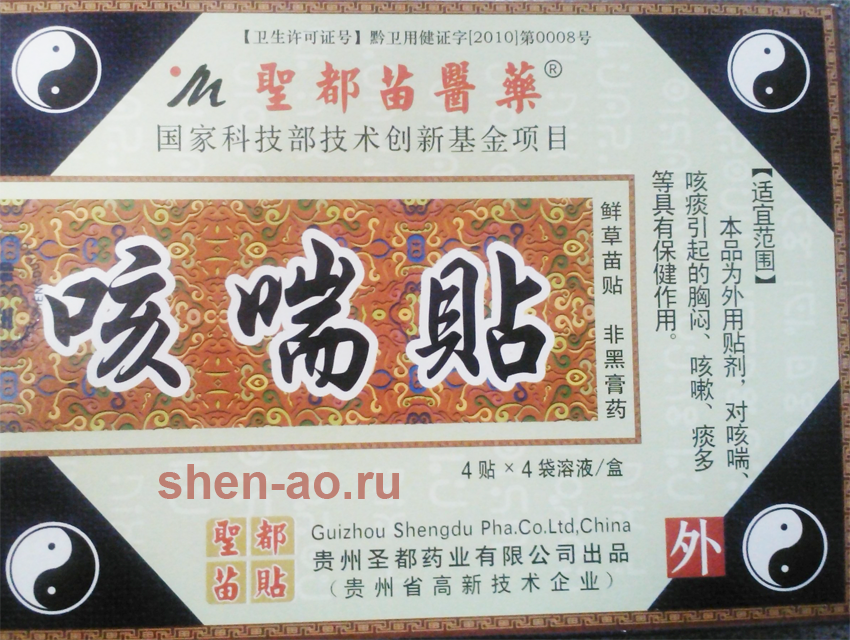 【卫生许可证号】黔卫用健证字[2010]第0008号
M 聖都苗醫藥®
国家科技部技术创新基金项目
咳喘貼
鲜草苗贴 非黑膏药
【适宜范围】
本品为外用贴剂，对咳喘、
咳痰引起的胸闷、咳嗽、痰多
等具有保健作用。
4贴×4袋溶液/盒
shen-ao.ru
聖都
苗貼
Guizhou Shengdu Pha.Co.Ltd,China
贵州圣都药业有限公司出品
（贵州省高新技术企业）
外